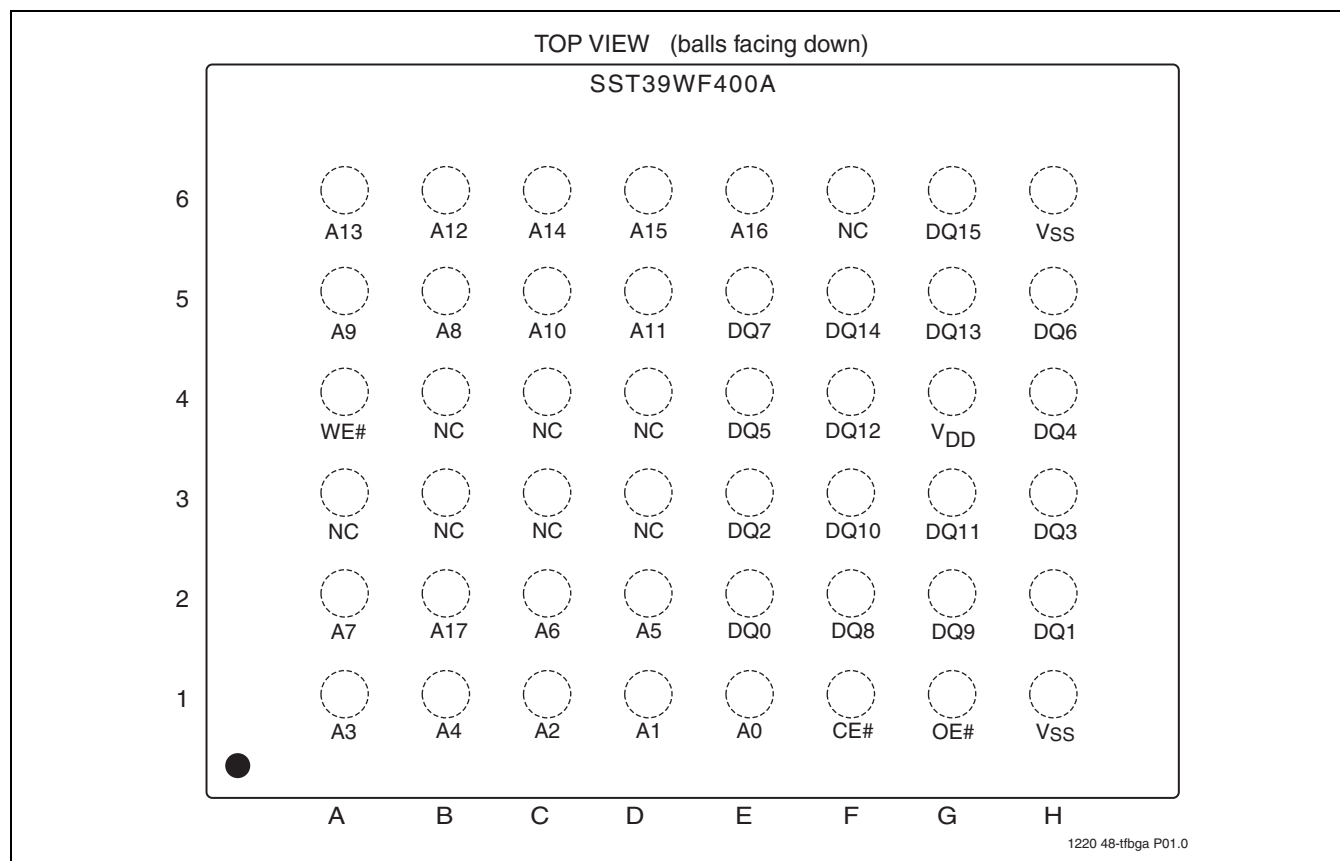 TOP VIEW (balls facing down)
SST39WF400A
6
A13 A12 A14 A15 A16 NC DQ15 VSS
5
A9 A8 A10 A11 DQ7 DQ14 DQ13 DQ6
4
WE# NC NC NC DQ5 DQ12 VDD DQ4
3
NC NC NC NC DQ2 DQ10 DQ11 DQ3
2
A7 A17 A6 A5 DQ0 DQ8 DQ9 DQ1
1
A3 A4 A2 A1 A0 CE# OE# VSS
A B C D E F G H
1220 48-tfbga P01.0